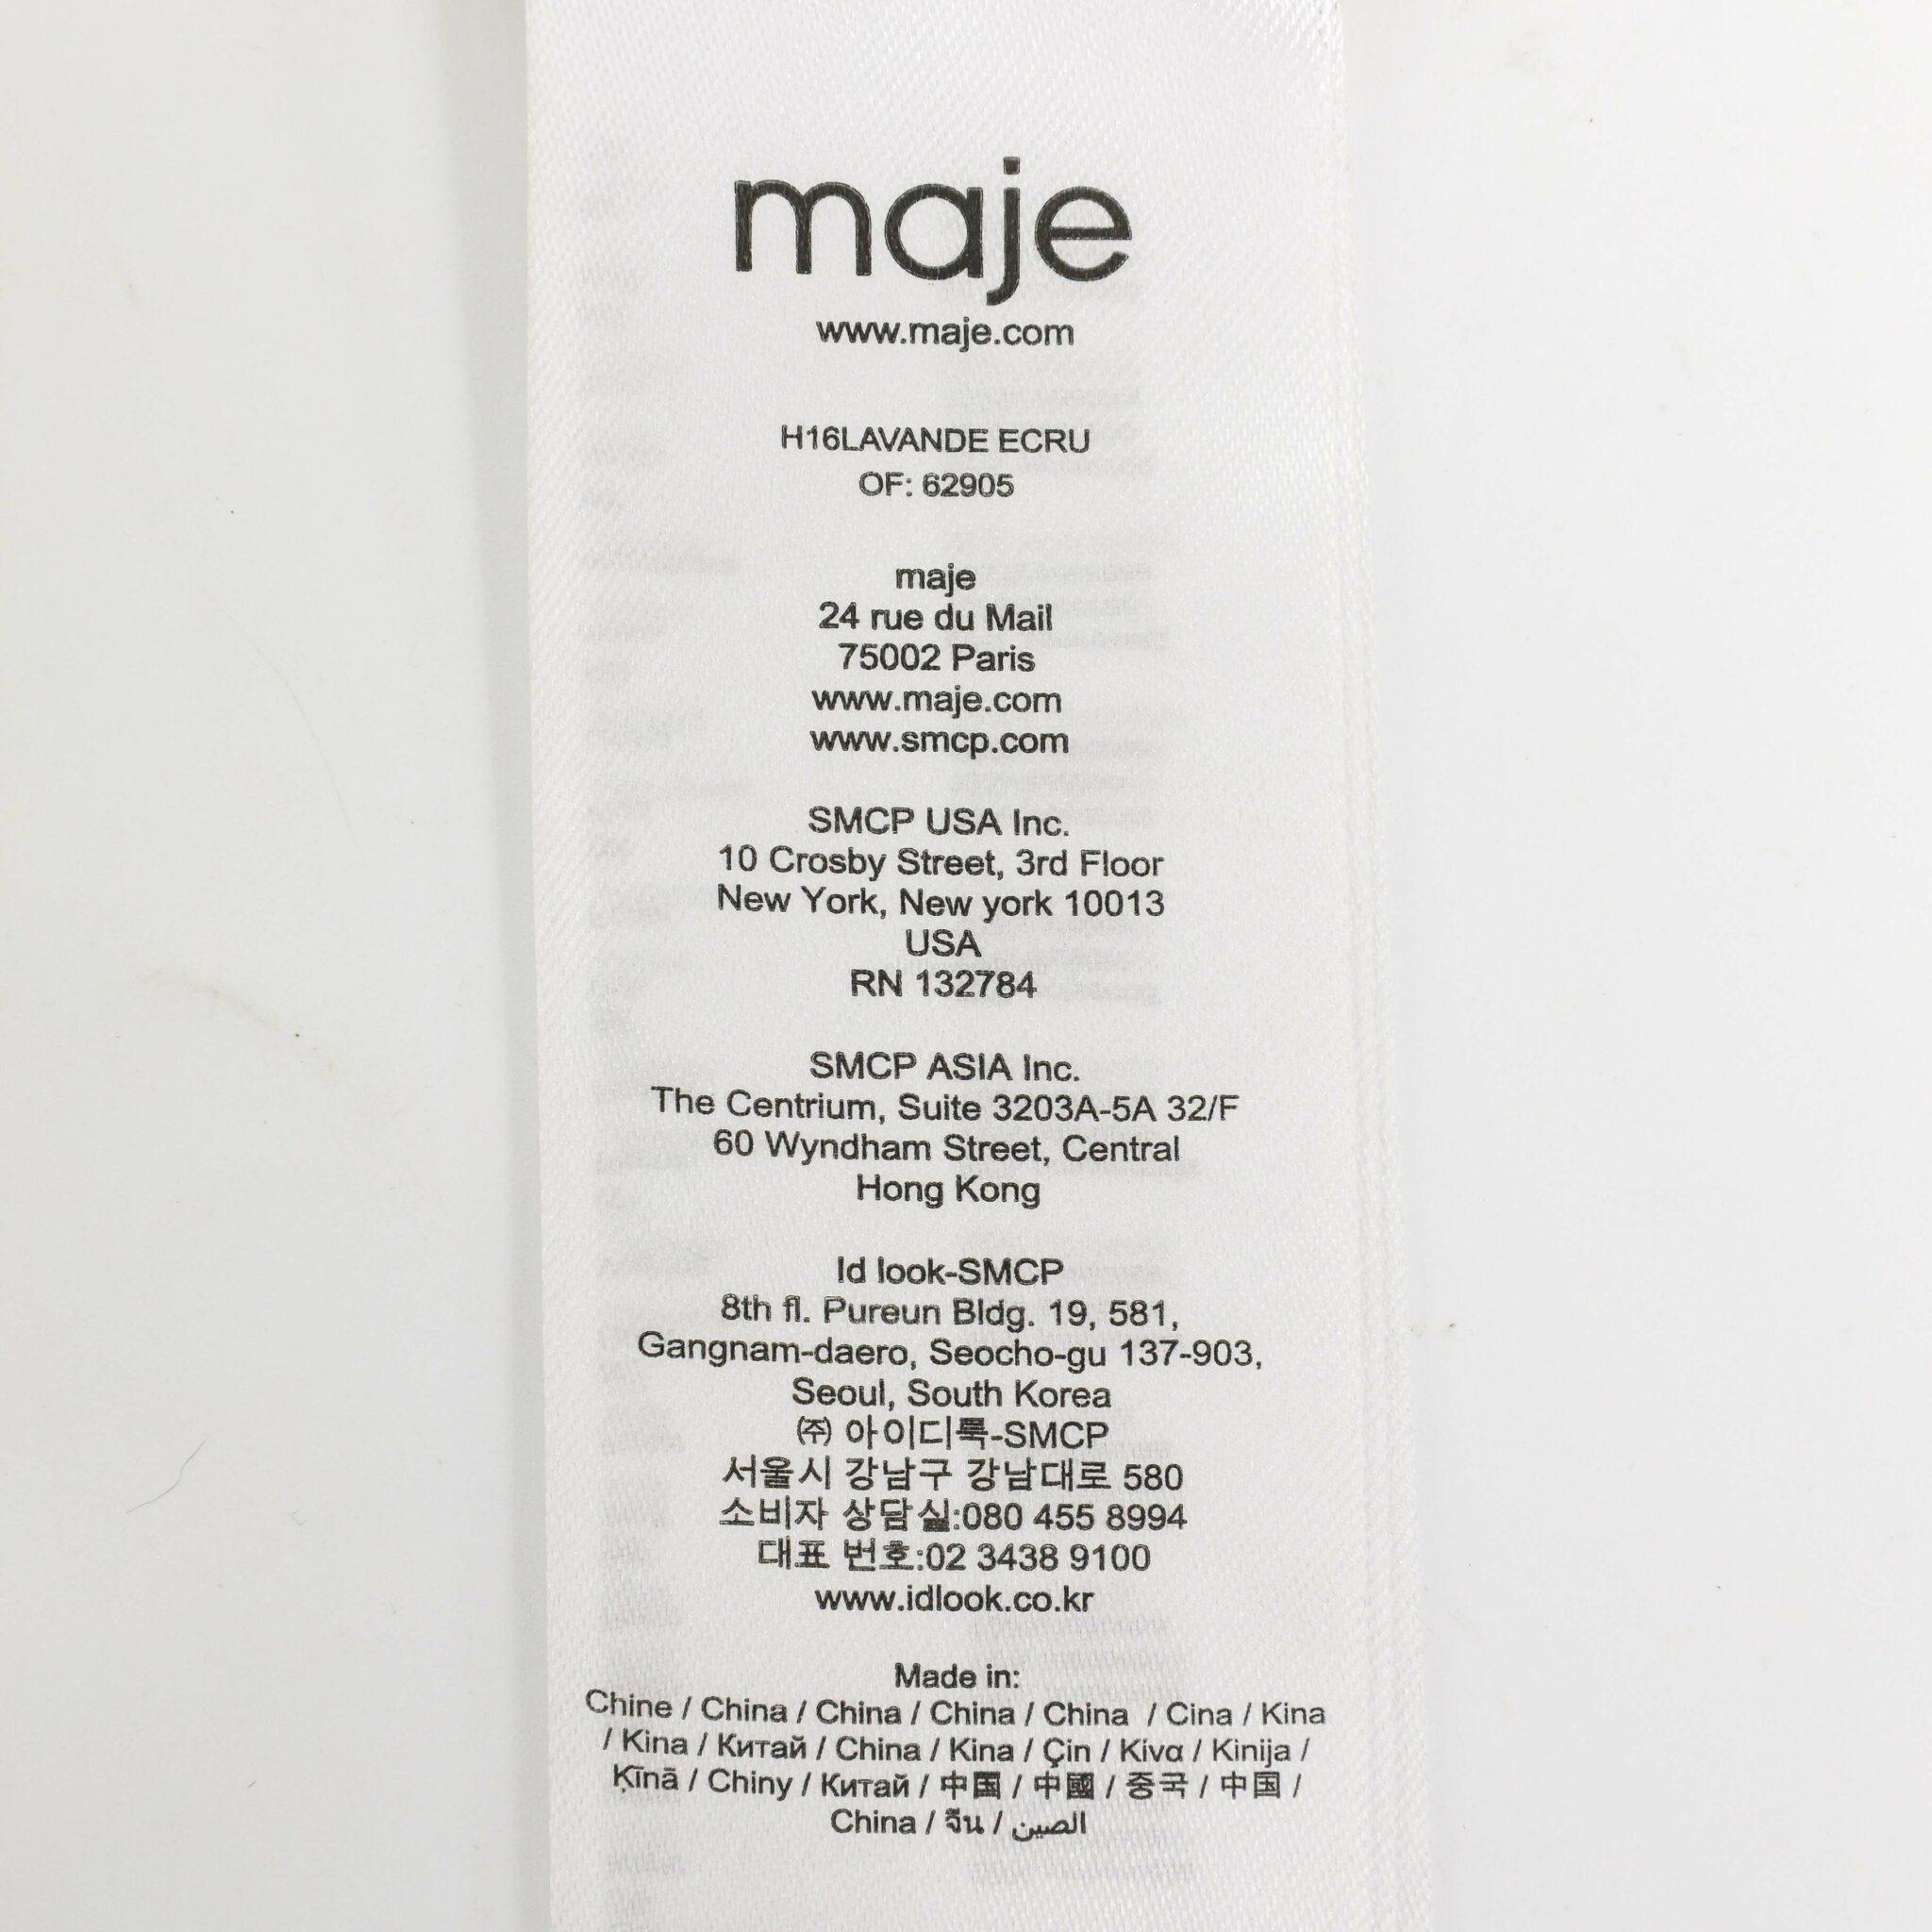 maje
www.maje.com
H16LAVANDE ECRU
OF: 62905
maje
24 rue du Mail
75002 Paris
www.maje.com
www.smcp.com
SMCP USA Inc.
10 Crosby Street, 3rd Floor
New York, New york 10013
USA
RN 132784
SMCP ASIA Inc.
The Centrium, Suite 3203A-5A 32/F
60 Wyndham Street, Central
Hong Kong
Id look-SMCP
8th fl. Pureun Bldg. 19, 581,
Gangnam-daero, Seocho-gu 137-903,
Seoul, South Korea
㈜ 아이디룩-SMCP
서울시 강남구 강남대로 580
소비자 상담실:080 455 8994
대표 번호:02 3438 9100
www.idlook.co.kr
Made in:
Chine / China / China / China / China / Cina / Kina
/ Kina / Китай / China / Kina / Çin / Kίνα / Kinija /
Ķīnā / Chiny / Китай / 中国 / 中國 / 중국 / 中国 /
China / จีน / الصين